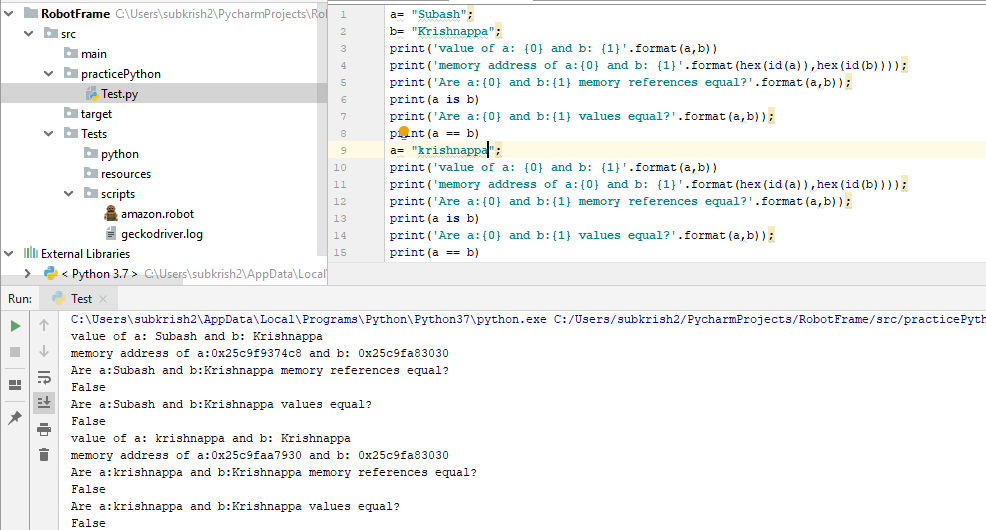 RobotFrame C:\Users\subkrish2\PycharmProjects\Ro
src
main
practicePython
Test.py
target
Tests
python
resources
scripts
amazon.robot
geckodriver.log
External Libraries
< Python 3.7 > C:\Users\subkrish2\AppData\Local\
1 a= "Subash";
2 b= "Krishnappa";
3 print('value of a: {0} and b: {1}'.format(a,b))
4 print('memory address of a:{0} and b: {1}'.format(hex(id(a)),hex(id(b))));
5 print('Are a:{0} and b:{1} memory references equal?'.format(a,b));
6 print(a is b)
7 print('Are a:{0} and b:{1} values equal?'.format(a,b));
8 print(a == b)
9 a= "krishnappa";
10 print('value of a: {0} and b: {1}'.format(a,b))
11 print('memory address of a:{0} and b: {1}'.format(hex(id(a)),hex(id(b))));
12 print('Are a:{0} and b:{1} memory references equal?'.format(a,b));
13 print(a is b)
14 print('Are a:{0} and b:{1} values equal?'.format(a,b));
15 print(a == b)
Run: Test
C:\Users\subkrish2\AppData\Local\Programs\Python\Python37\python.exe C:/Users/subkrish2/PycharmProjects/RobotFrame/src/practicePyth
value of a: Subash and b: Krishnappa
memory address of a:0x25c9f9374c8 and b: 0x25c9fa83030
Are a:Subash and b:Krishnappa memory references equal?
False
Are a:Subash and b:Krishnappa values equal?
False
value of a: krishnappa and b: Krishnappa
memory address of a:0x25c9faa7930 and b: 0x25c9fa83030
Are a:krishnappa and b:Krishnappa memory references equal?
False
Are a:krishnappa and b:Krishnappa values equal?
False